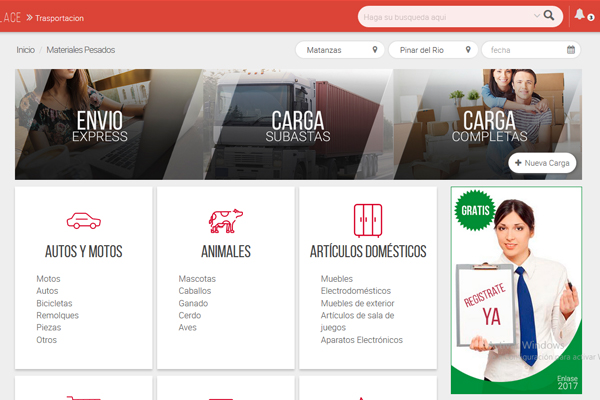 LACE » Trasportacion
Haga su busqueda aqui
3
Inicio / Materiales Pesados
Matanzas
Pinar del Rio
fecha
ENVIO
EXPRESS
CARGA
SUBASTAS
CARGA
COMPLETAS
+ Nueva Carga
AUTOS Y MOTOS
Motos
Autos
Bicicletas
Remolques
Piezas
Otros
ANIMALES
Mascotas
Caballos
Ganado
Cerdo
Aves
ARTÍCULOS DOMÉSTICOS
Muebles
Electrodomésticos
Muebles de exterior
Artículos de sala de
juegos
Aparatos Electrónicos
GRATIS
REGISTRATE
YA
Windows
para activar W
Enlase
2017